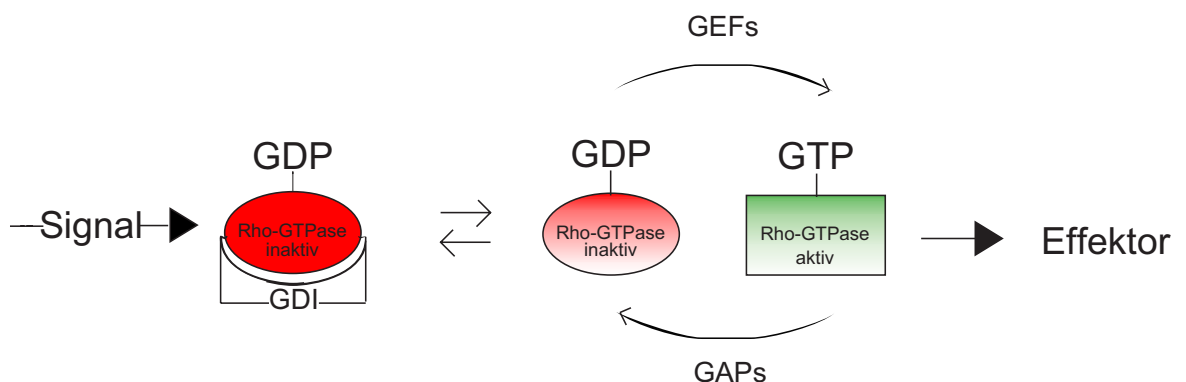 GEFs
GDP
GDP
GTP
Signal
Rho-GTPase
inaktiv
Rho-GTPase
inaktiv
Rho-GTPase
aktiv
Effektor
GDI
GAPs